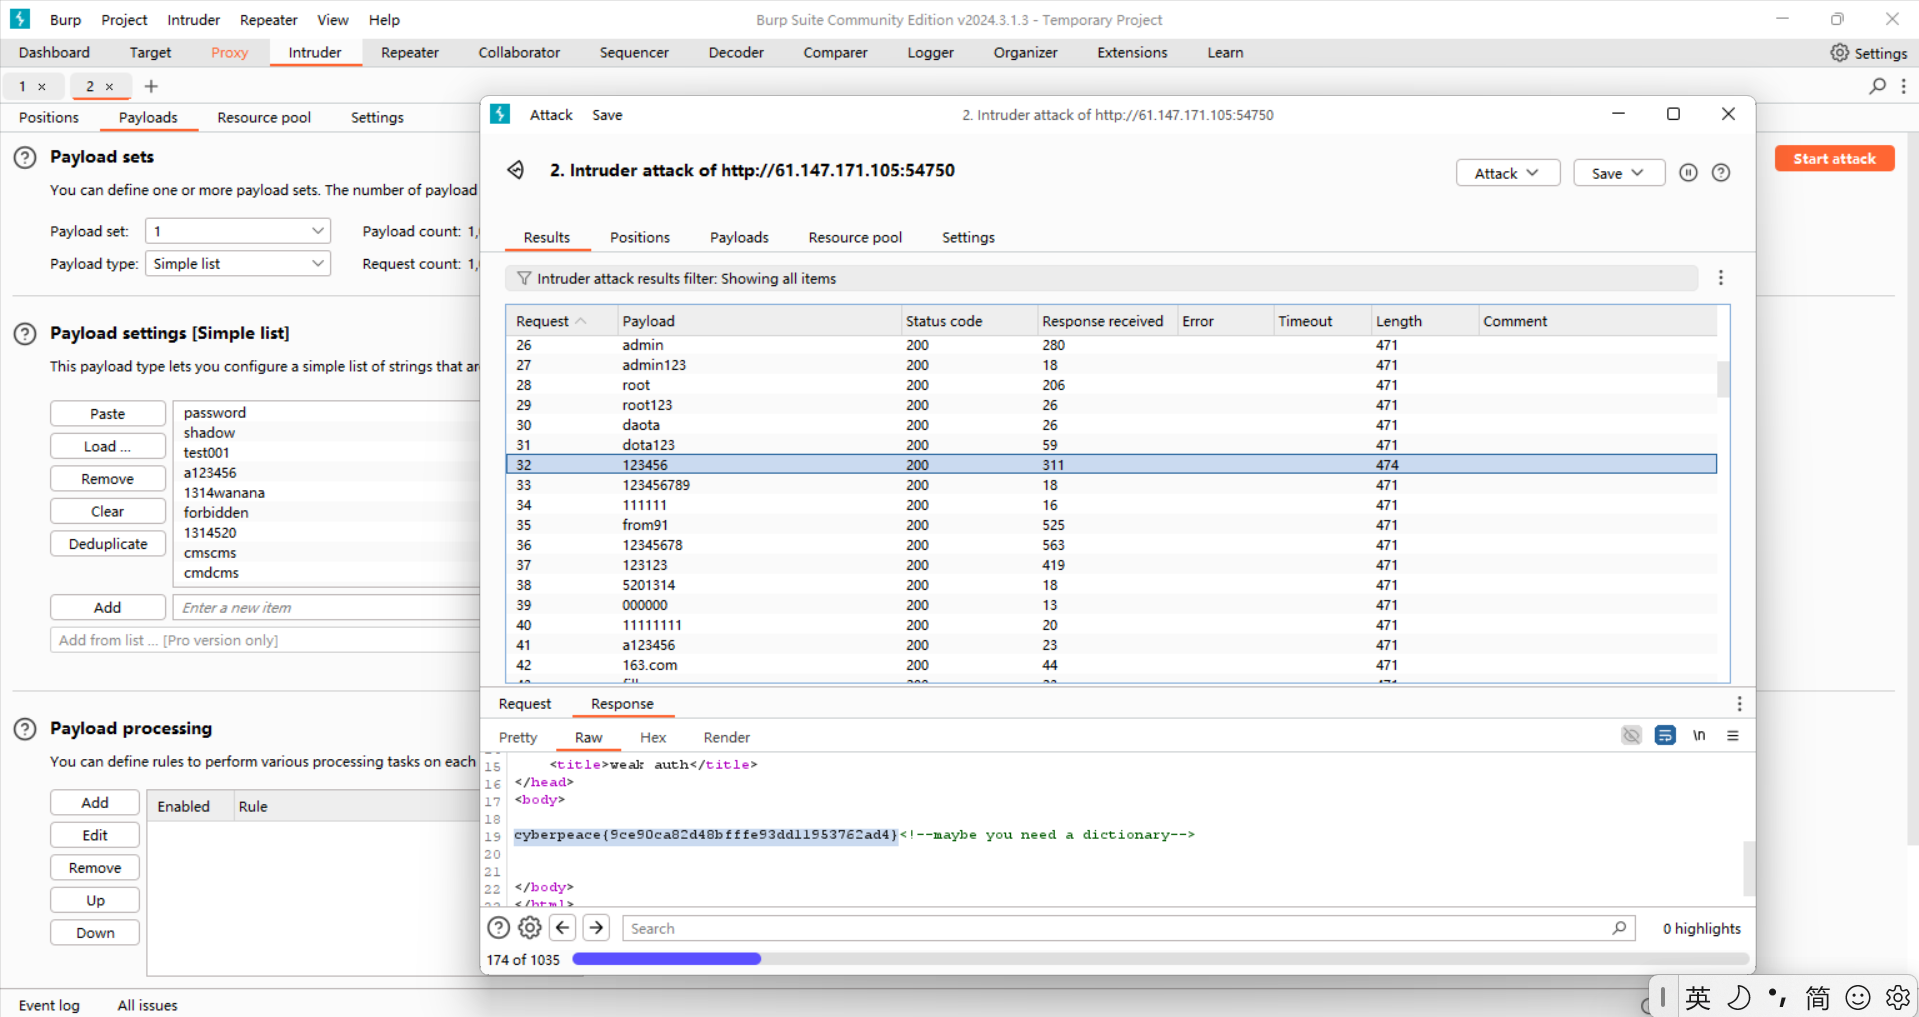 Burp Project Intruder Repeater View Help
Burp Suite Community Edition v2024.3.1.3 - Temporary Project
Dashboard Target Proxy Intruder Repeater Collaborator Sequencer Decoder Comparer Logger Organizer Extensions Learn
Settings
1 × 2 × +
Positions Payloads Resource pool Settings
Payload sets
You can define one or more payload sets. The number of payload
Payload set: 1
Payload count: 1,
Payload type: Simple list
Request count: 1,
Payload settings [Simple list]
This payload type lets you configure a simple list of strings that
Paste
Load ...
Remove
Clear
Deduplicate
password
shadow
test001
a123456
1314wanana
forbidden
1314520
cmscms
cmdcms
Add Enter a new item
Add from list ... [Pro version only]
Payload processing
You can define rules to perform various processing tasks on each
Add
Edit
Remove
Up
Down
Enabled Rule
Event log All issues
Start attack
Attack Save
2. Intruder attack of http://61.147.171.105:54750
2. Intruder attack of http://61.147.171.105:54750
Attack Save
Results Positions Payloads Resource pool Settings
Intruder attack results filter: Showing all items
Request Payload Status code Response received Error Timeout Length Comment
26 admin 200 280 471
27 admin123 200 18 471
28 root 200 206 471
29 root123 200 26 471
30 daota 200 26 471
31 dota123 200 59 471
32 123456 200 311 474
33 123456789 200 18 471
34 111111 200 16 471
35 from91 200 525 471
36 12345678 200 563 471
37 123123 200 419 471
38 5201314 200 18 471
39 000000 200 13 471
40 11111111 200 20 471
41 a123456 200 23 471
42 163.com 200 44 471
Request Response
Pretty Raw Hex Render
\n
15 <title>weak auth</title>
16 </head>
17 <body>
18
19 cyberpeace{9ce90ca82d48bfffe93dd11953762ad4}<!--maybe you need a dictionary-->
20
21
22 </body>
</html>
Search
0 highlights
174 of 1035
英 简